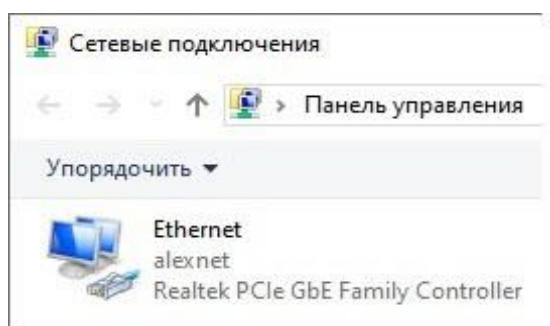 Сетевые подключения
Панель управления
Упорядочить
Ethernet
alexnet
Realtek PCIe GbE Family Controller